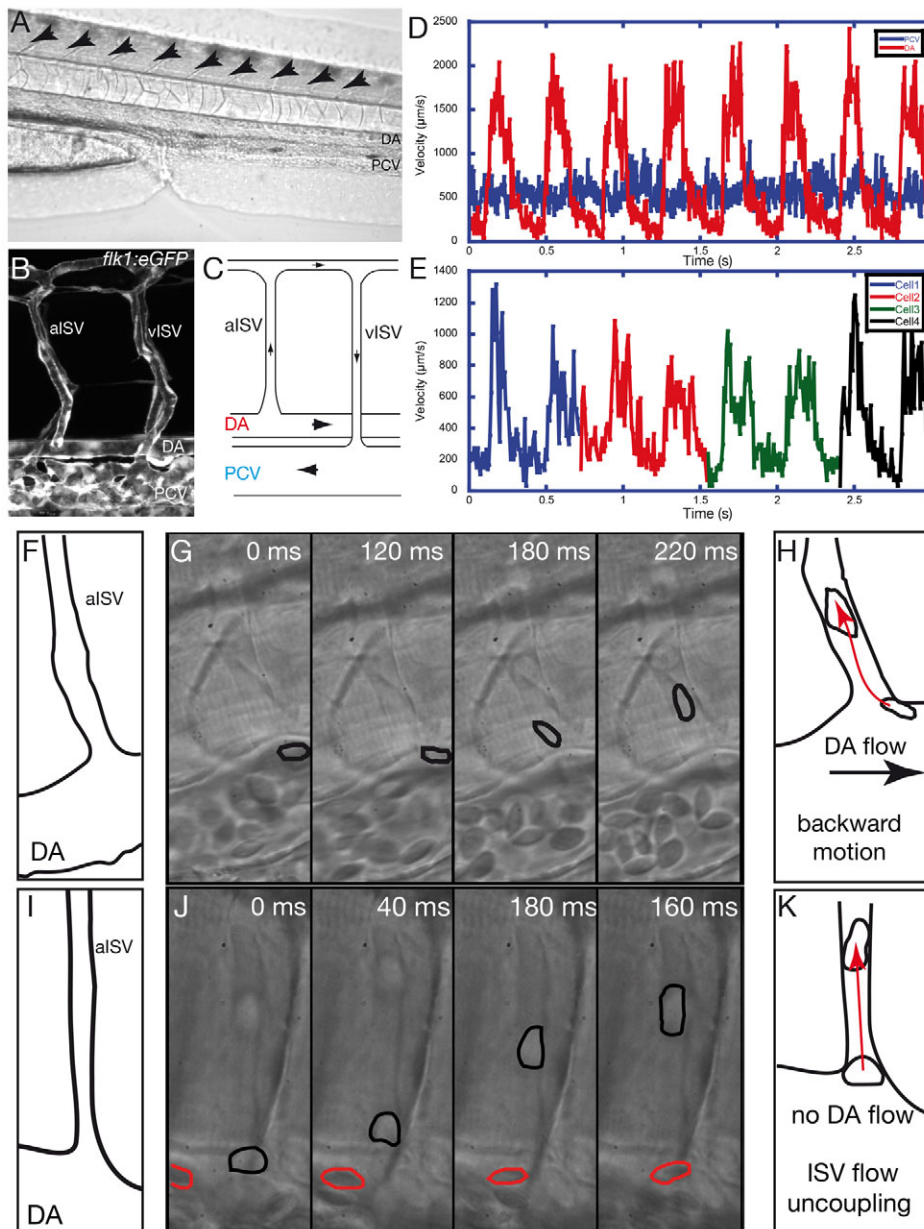 A
DA
PCV
B
flk1:eGFP
aISV
vISV
DA
PCV
C
aISV
vISV
DA
PCV
D
Velocity (µm/s)
2500
2000
1500
1000
500
0
0 0.5 1 1.5 2 2.5
Time (s)
PCV
DA
E
Velocity (µm/s)
1400
1200
1000
800
600
400
200
0
0 0.5 1 1.5 2 2.5
Time (s)
Cell1
Cell2
Cell3
Cell4
F
aISV
DA
G
0 ms
120 ms
180 ms
220 ms
H
DA flow
backward
motion
I
aISV
DA
J
0 ms
40 ms
180 ms
160 ms
K
no DA flow
ISV flow
uncoupling